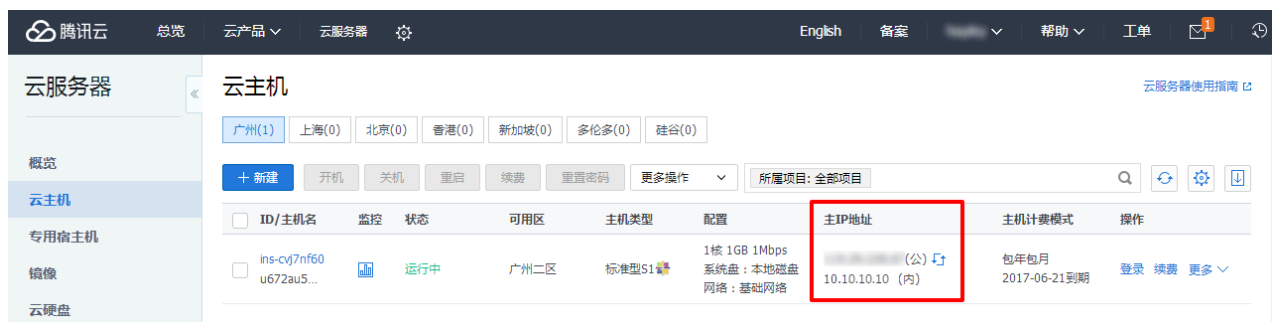 腾讯云 总览 云产品 云服务器 English 备案 帮助 工单 1
云服务器
云主机
云服务器使用指南
广州(1) 上海(0) 北京(0) 香港(0) 新加坡(0) 多伦多(0) 硅谷(0)
概览
+ 新建 开机 关机 重启 续费 重置密码 更多操作 所属项目: 全部项目
云主机
ID/主机名 监控 状态 可用区 主机类型 配置 主IP地址 主机计费模式 操作
专用宿主机
镜像
云硬盘
ins-cvj7nf60
u672au5...
运行中
广州二区
标准型S1
1核 1GB 1Mbps
系统盘：本地磁盘
网络：基础网络
(公)
10.10.10.10 (内)
包年包月
2017-06-21到期
登录 续费 更多